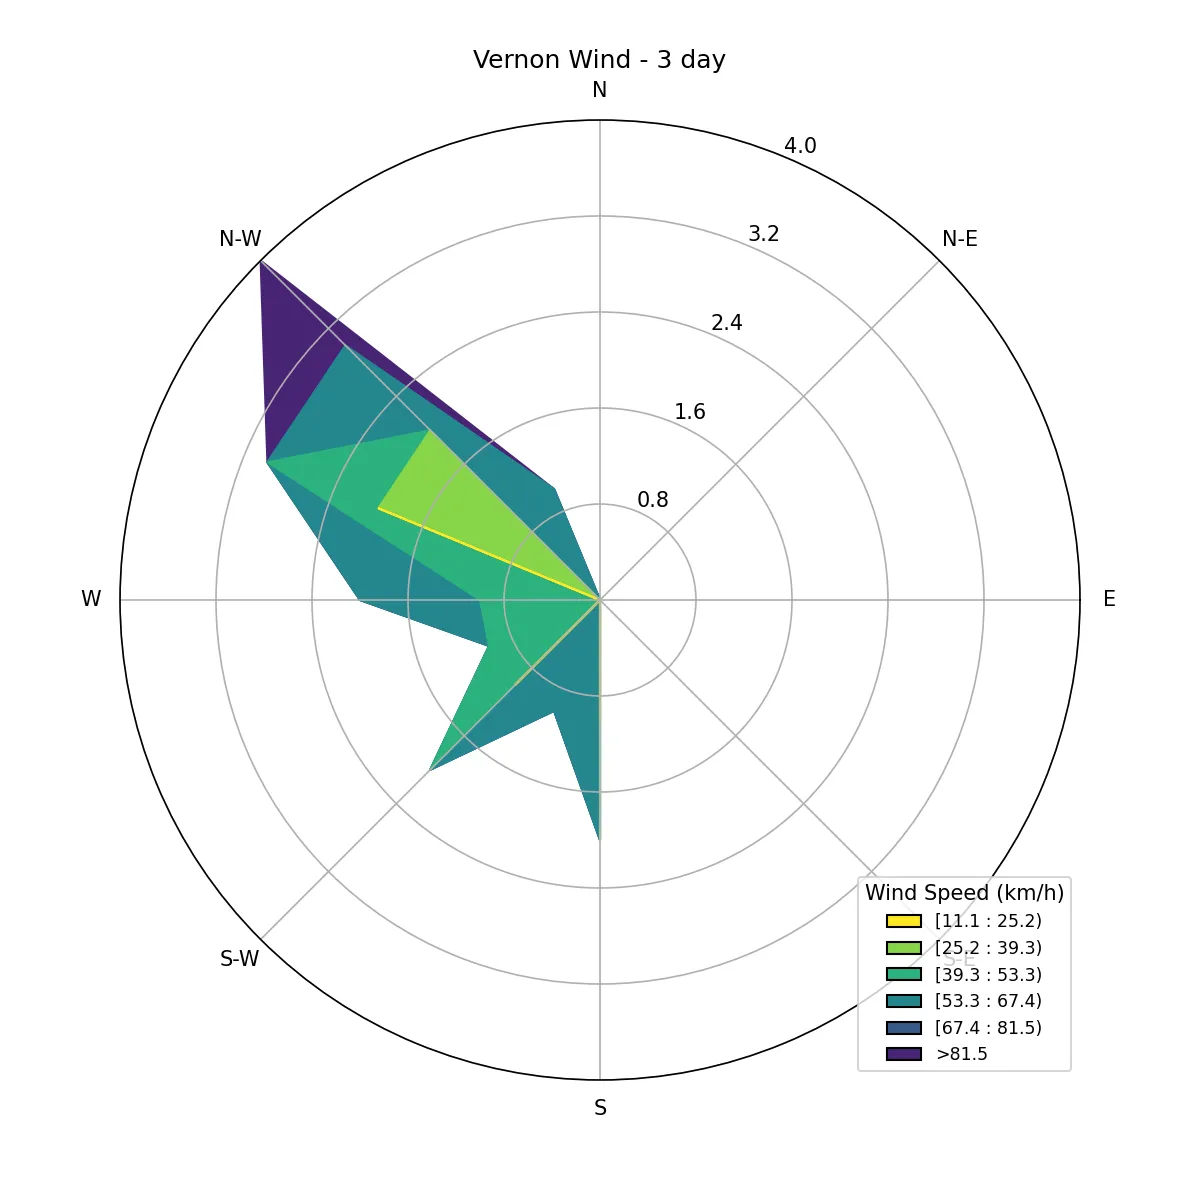 Vernon Wind - 3 day
N
4.0
N-W
N-E
3.2
2.4
1.6
0.8
W
E
Wind Speed (km/h)
[11.1 : 25.2)
[25.2 : 39.3)
S-W
S-E
[39.3 : 53.3)
[53.3 : 67.4)
[67.4 : 81.5)
>81.5
S